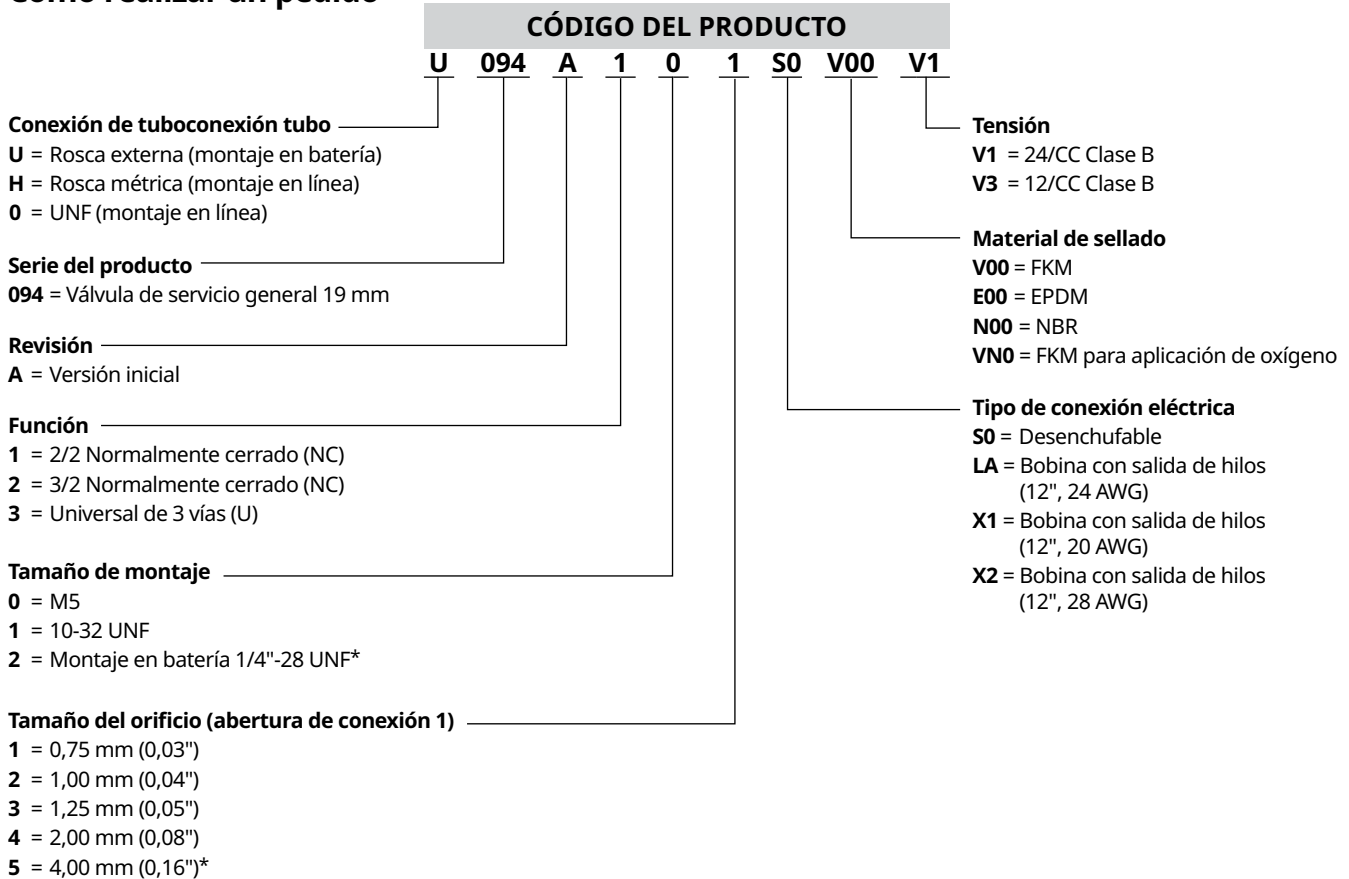 Cómo realizar un pedido
CÓDIGO DEL PRODUCTO
U 094 A 1 0 1 S0 V00 V1
Conexión de tuboconexión tubo
U = Rosca externa (montaje en batería)
H = Rosca métrica (montaje en línea)
0 = UNF (montaje en línea)
Serie del producto
094 = Válvula de servicio general 19 mm
Revisión
A = Versión inicial
Función
1 = 2/2 Normalmente cerrado (NC)
2 = 3/2 Normalmente cerrado (NC)
3 = Universal de 3 vías (U)
Tamaño de montaje
0 = M5
1 = 10-32 UNF
2 = Montaje en batería 1/4"-28 UNF*
Tamaño del orificio (abertura de conexión 1)
1 = 0,75 mm (0,03")
2 = 1,00 mm (0,04")
3 = 1,25 mm (0,05")
4 = 2,00 mm (0,08")
5 = 4,00 mm (0,16")*
Tensión
V1 = 24/CC Clase B
V3 = 12/CC Clase B
Material de sellado
V00 = FKM
E00 = EPDM
N00 = NBR
VN0 = FKM para aplicación de oxígeno
Tipo de conexión eléctrica
S0 = Desenchufable
LA = Bobina con salida de hilos
(12", 24 AWG)
X1 = Bobina con salida de hilos
(12", 20 AWG)
X2 = Bobina con salida de hilos
(12", 28 AWG)